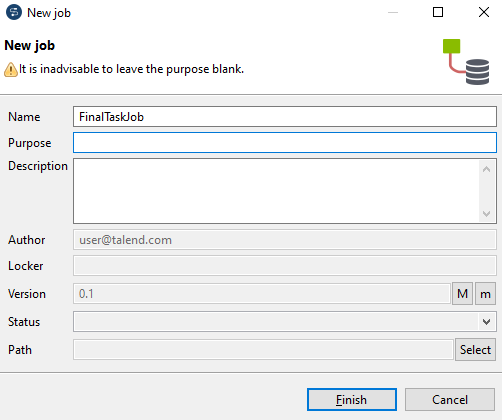 New job
New job
It is inadvisable to leave the purpose blank.
Name FinalTaskJob
Purpose
Description
Author user@talend.com
Locker
Version 0.1 M m
Status
Path Select
Finish Cancel